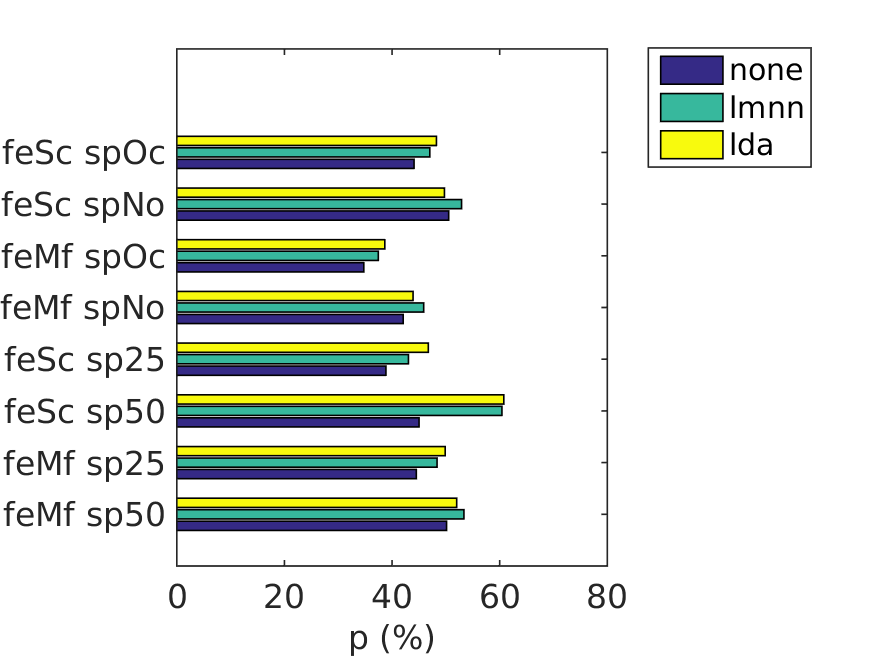 none
lmnn
lda
feSc spOc
feSc spNo
feMf spOc
feMf spNo
feSc sp25
feSc sp50
feMf sp25
feMf sp50
0 20 40 60 80
p (%)